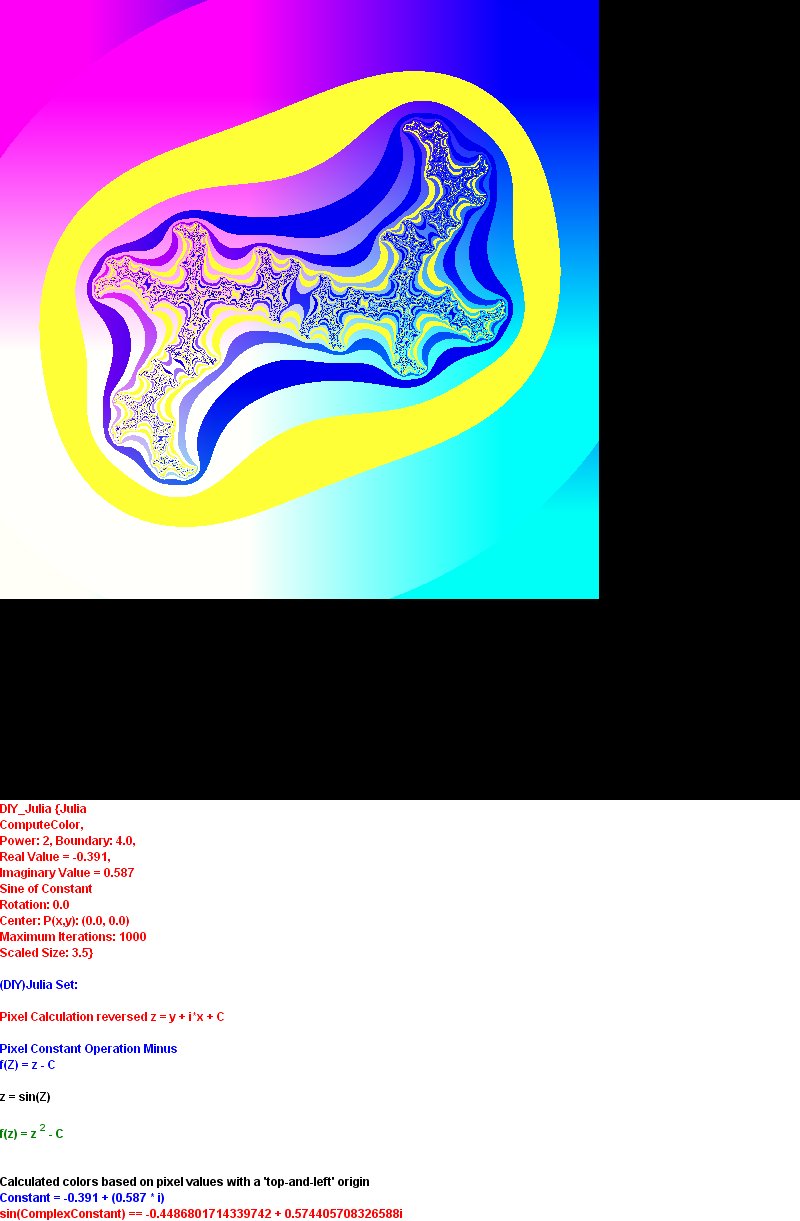 DIY_Julia {Julia
ComputeColor,
Power: 2, Boundary: 4.0,
Real Value = -0.391,
Imaginary Value = 0.587
Sine of Constant
Rotation: 0.0
Center: P(x,y): (0.0, 0.0)
Maximum Iterations: 1000
Scaled Size: 3.5}
(DIY)Julia Set:
Pixel Calculation reversed z = y + i*x + C
Pixel Constant Operation Minus
f(Z) = z - C
z = sin(Z)
f(z) = z 2 - C
Calculated colors based on pixel values with a 'top-and-left' origin
Constant = -0.391 + (0.587 * i)
sin(ComplexConstant) == -0.4486801714339742 + 0.574405708326588i